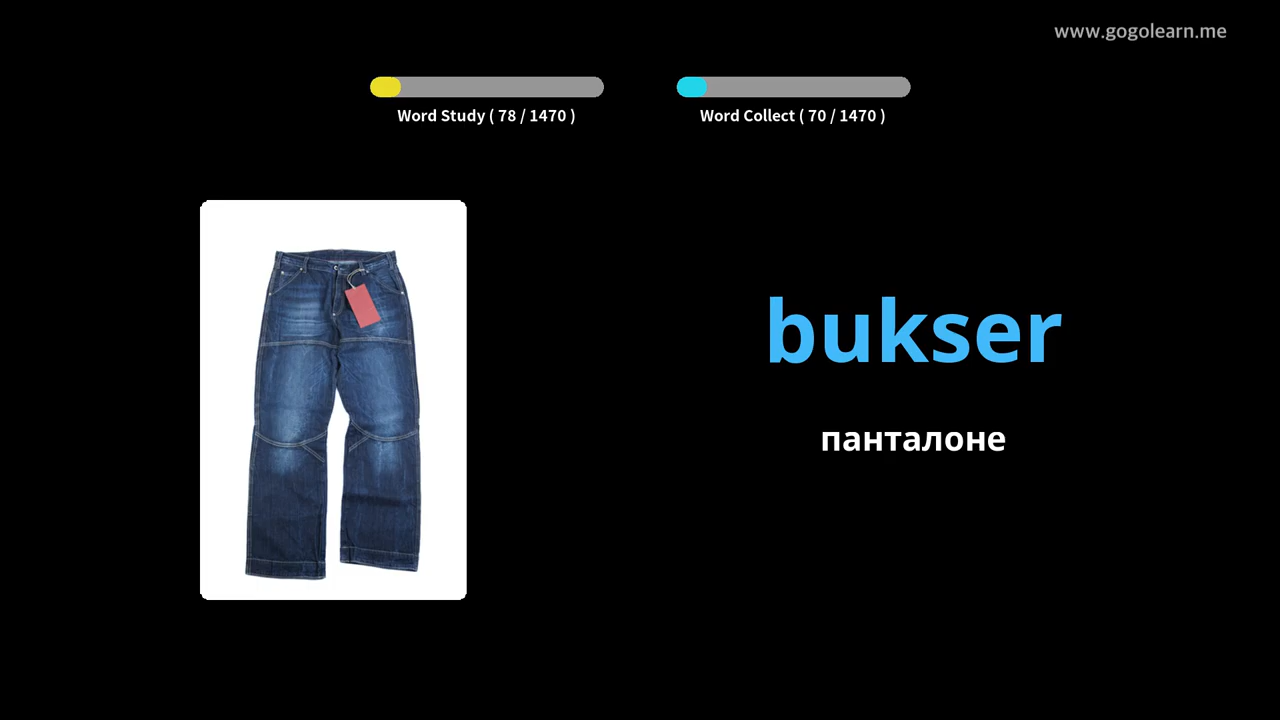 www.gogolearn.me
Word Study ( 78 / 1470 )
Word Collect ( 70 / 1470 )
bukser
панталоне